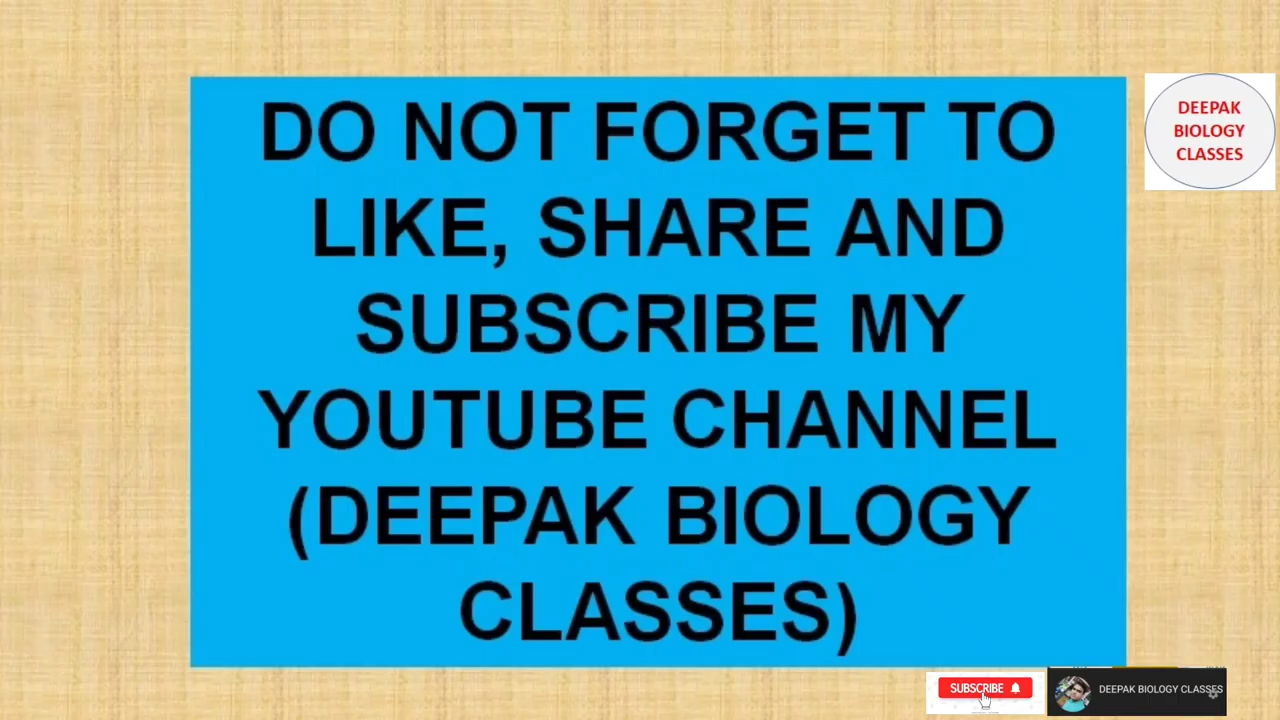 DO NOT FORGET TO
LIKE, SHARE AND
SUBSCRIBE MY
YOUTUBE CHANNEL
(DEEPAK BIOLOGY
CLASSES)
DEEPAK
BIOLOGY
CLASSES
SUBSCRIBE
DEEPAK BIOLOGY CLASSES